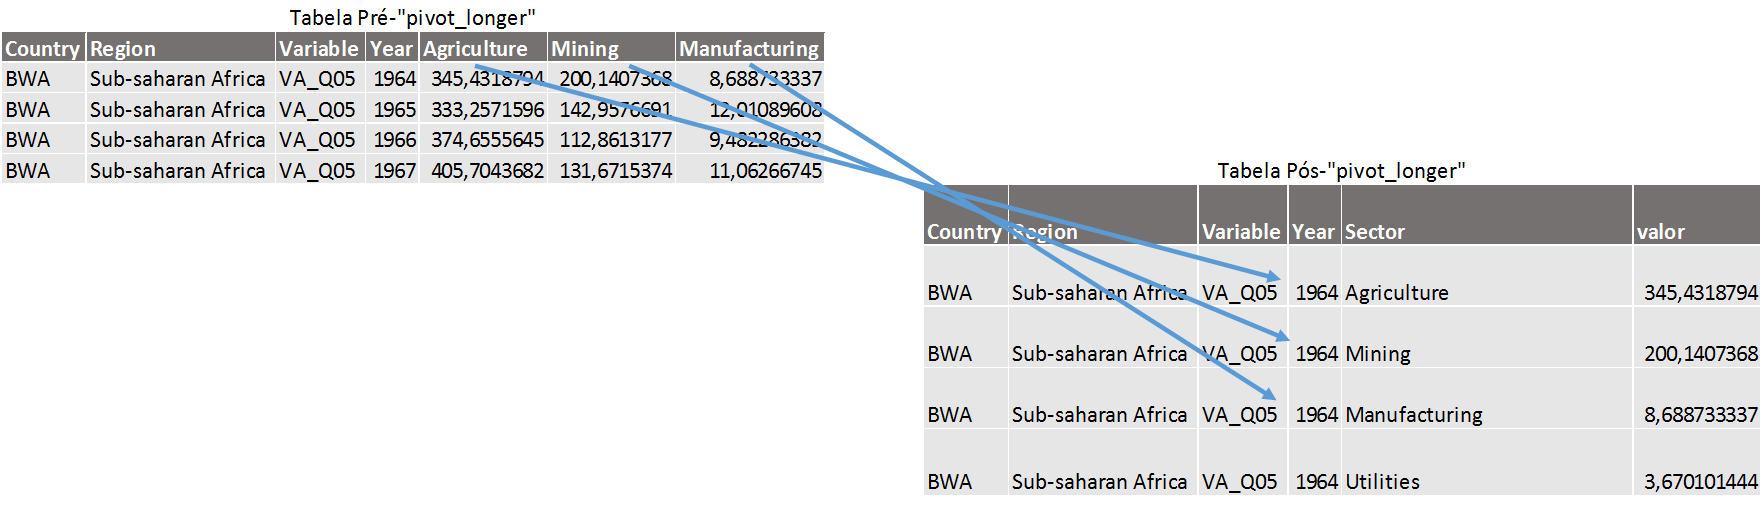 Tabela Pré-"pivot_longer"
Country Region Variable Year Agriculture Mining Manufacturing
BWA Sub-saharan Africa VA_Q05 1964 345,4318794 200,1407368 8,688733337
BWA Sub-saharan Africa VA_Q05 1965 333,2571596 142,9576691 12,01089608
BWA Sub-saharan Africa VA_Q05 1966 374,6555645 112,8613177 9,482286382
BWA Sub-saharan Africa VA_Q05 1967 405,7043682 131,6715374 11,06266745
Tabela Pós-"pivot_longer"
Country Region Variable Year Sector valor
BWA Sub-saharan Africa VA_Q05 1964 Agriculture 345,4318794
BWA Sub-saharan Africa VA_Q05 1964 Mining 200,1407368
BWA Sub-saharan Africa VA_Q05 1964 Manufacturing 8,688733337
BWA Sub-saharan Africa VA_Q05 1964 Utilities 3,670101444